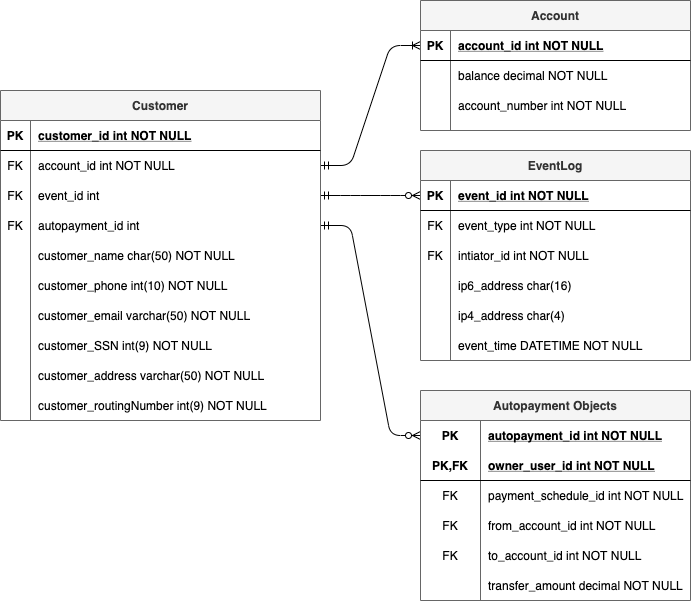 Customer
PK customer_id int NOT NULL
FK account_id int NOT NULL
FK event_id int
FK autopayment_id int
customer_name char(50) NOT NULL
customer_phone int(10) NOT NULL
customer_email varchar(50) NOT NULL
customer_SSN int(9) NOT NULL
customer_address varchar(50) NOT NULL
customer_routingNumber int(9) NOT NULL
Account
PK account_id int NOT NULL
balance decimal NOT NULL
account_number int NOT NULL
EventLog
PK event_id int NOT NULL
FK event_type int NOT NULL
FK intiator_id int NOT NULL
ip6_address char(16)
ip4_address char(4)
event_time DATETIME NOT NULL
Autopayment Objects
PK autopayment_id int NOT NULL
PK,FK owner_user_id int NOT NULL
FK payment_schedule_id int NOT NULL
FK from_account_id int NOT NULL
FK to_account_id int NOT NULL
transfer_amount decimal NOT NULL